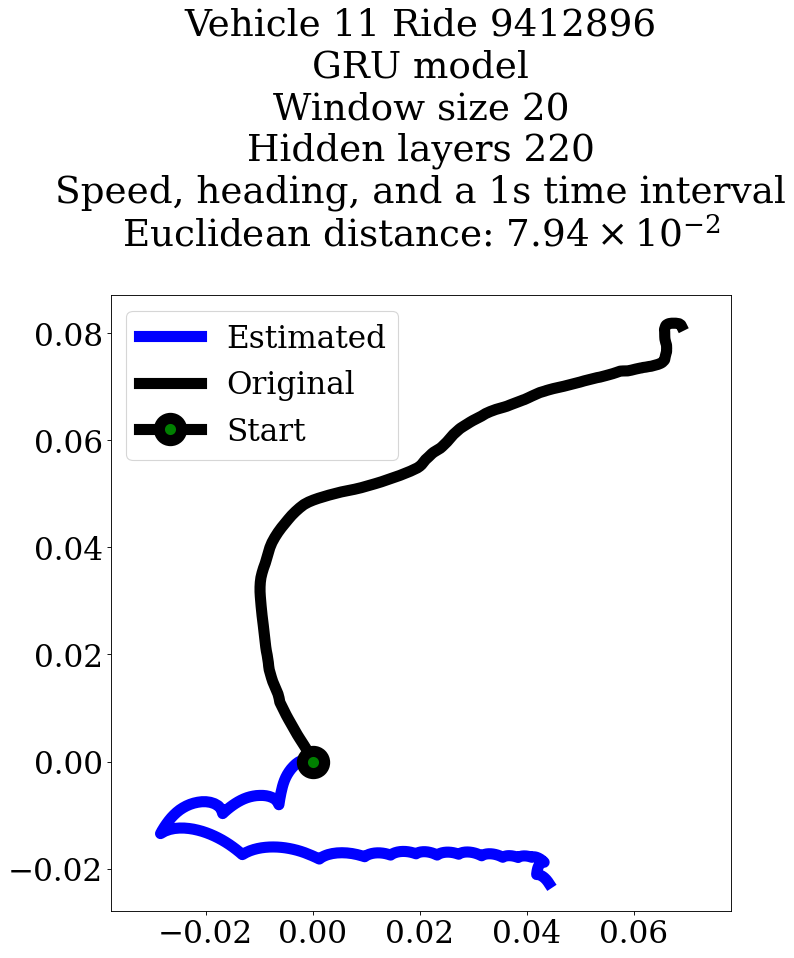 Vehicle 11 Ride 9412896
GRU model
Window size 20
Hidden layers 220
Speed, heading, and a 1s time interval
Euclidean distance: 7.94 × 10⁻²
Estimated
Original
Start
0.08
0.06
0.04
0.02
0.00
−0.02
−0.02 0.00 0.02 0.04 0.06